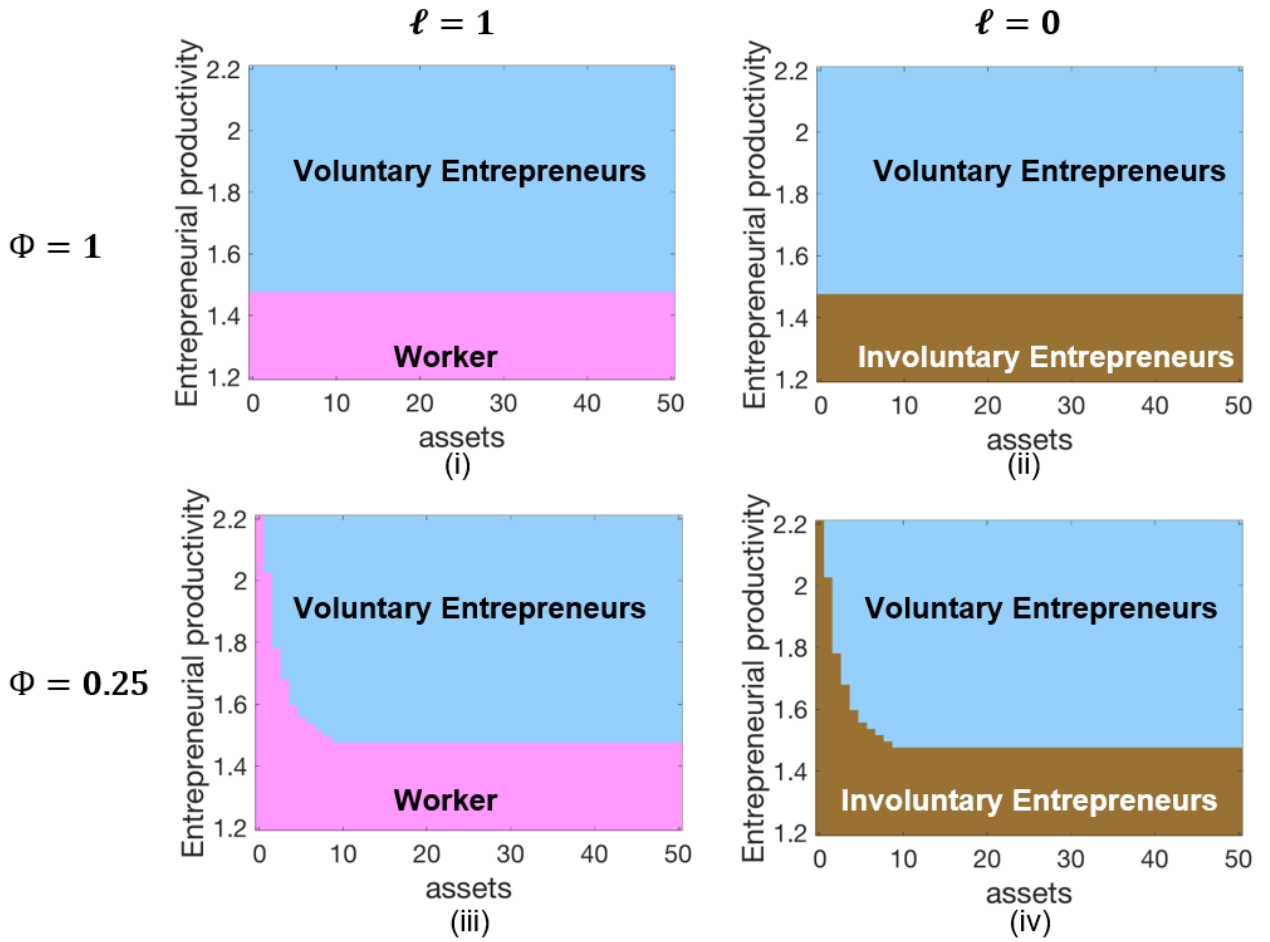 ℓ = 1
ℓ = 0
Φ = 1
Entrepreneurial productivity
2.2
2
1.8
1.6
1.4
1.2
Voluntary Entrepreneurs
Worker
0 10 20 30 40 50
assets
(i)
Entrepreneurial productivity
2.2
2
1.8
1.6
1.4
1.2
Voluntary Entrepreneurs
Involuntary Entrepreneurs
0 10 20 30 40 50
assets
(ii)
Φ = 0.25
Entrepreneurial productivity
2.2
2
1.8
1.6
1.4
1.2
Voluntary Entrepreneurs
Worker
0 10 20 30 40 50
assets
(iii)
Entrepreneurial productivity
2.2
2
1.8
1.6
1.4
1.2
Voluntary Entrepreneurs
Involuntary Entrepreneurs
0 10 20 30 40 50
assets
(iv)